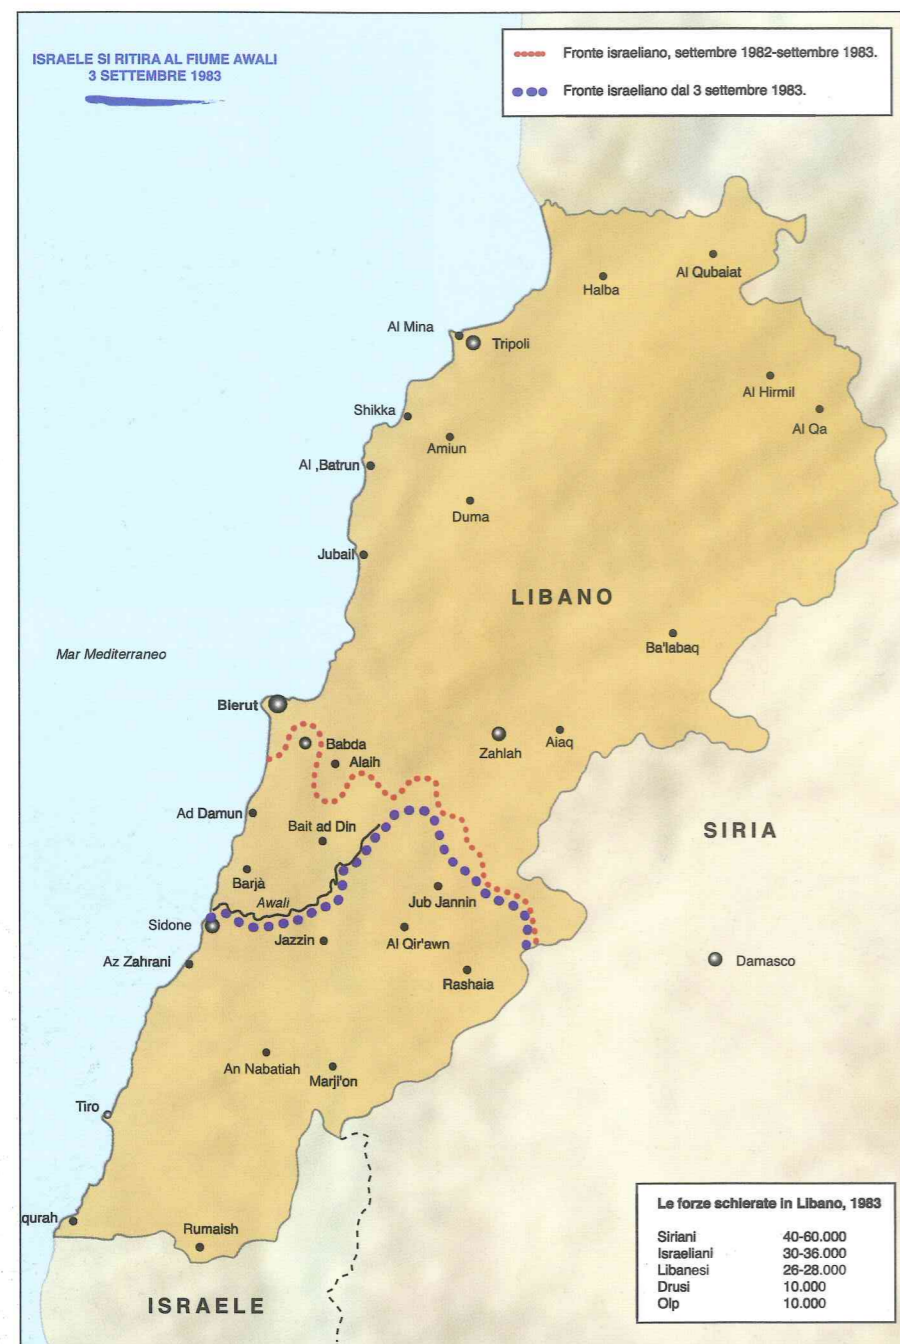 ISRAELE SI RITIRA AL FIUME AWALI
3 SETTEMBRE 1983
Fronte israeliano, settembre 1982-settembre 1983.
Fronte israeliano dal 3 settembre 1983.
Al Qubaiat
Halba
Al Mina
Tripoli
Al Hirmil
Shikka
Al Qa
Amiun
Al ,Batrun
Duma
Jubail
LIBANO
Ba'labaq
Mar Mediterraneo
Bierut
Babda
Zahlah
Aiaq
Alaih
Ad Damun
Bait ad Din
SIRIA
Barjà
Awali
Jub Jannin
Sidone
Jazzin
Al Qir'awn
Az Zahrani
Rashaia
Damasco
An Nabatiah
Marji'on
Tiro
qurah
Rumaish
ISRAELE
Le forze schierate in Libano, 1983
Siriani 40-60.000
Israeliani 30-36.000
Libanesi 26-28.000
Drusi 10.000
Olp 10.000